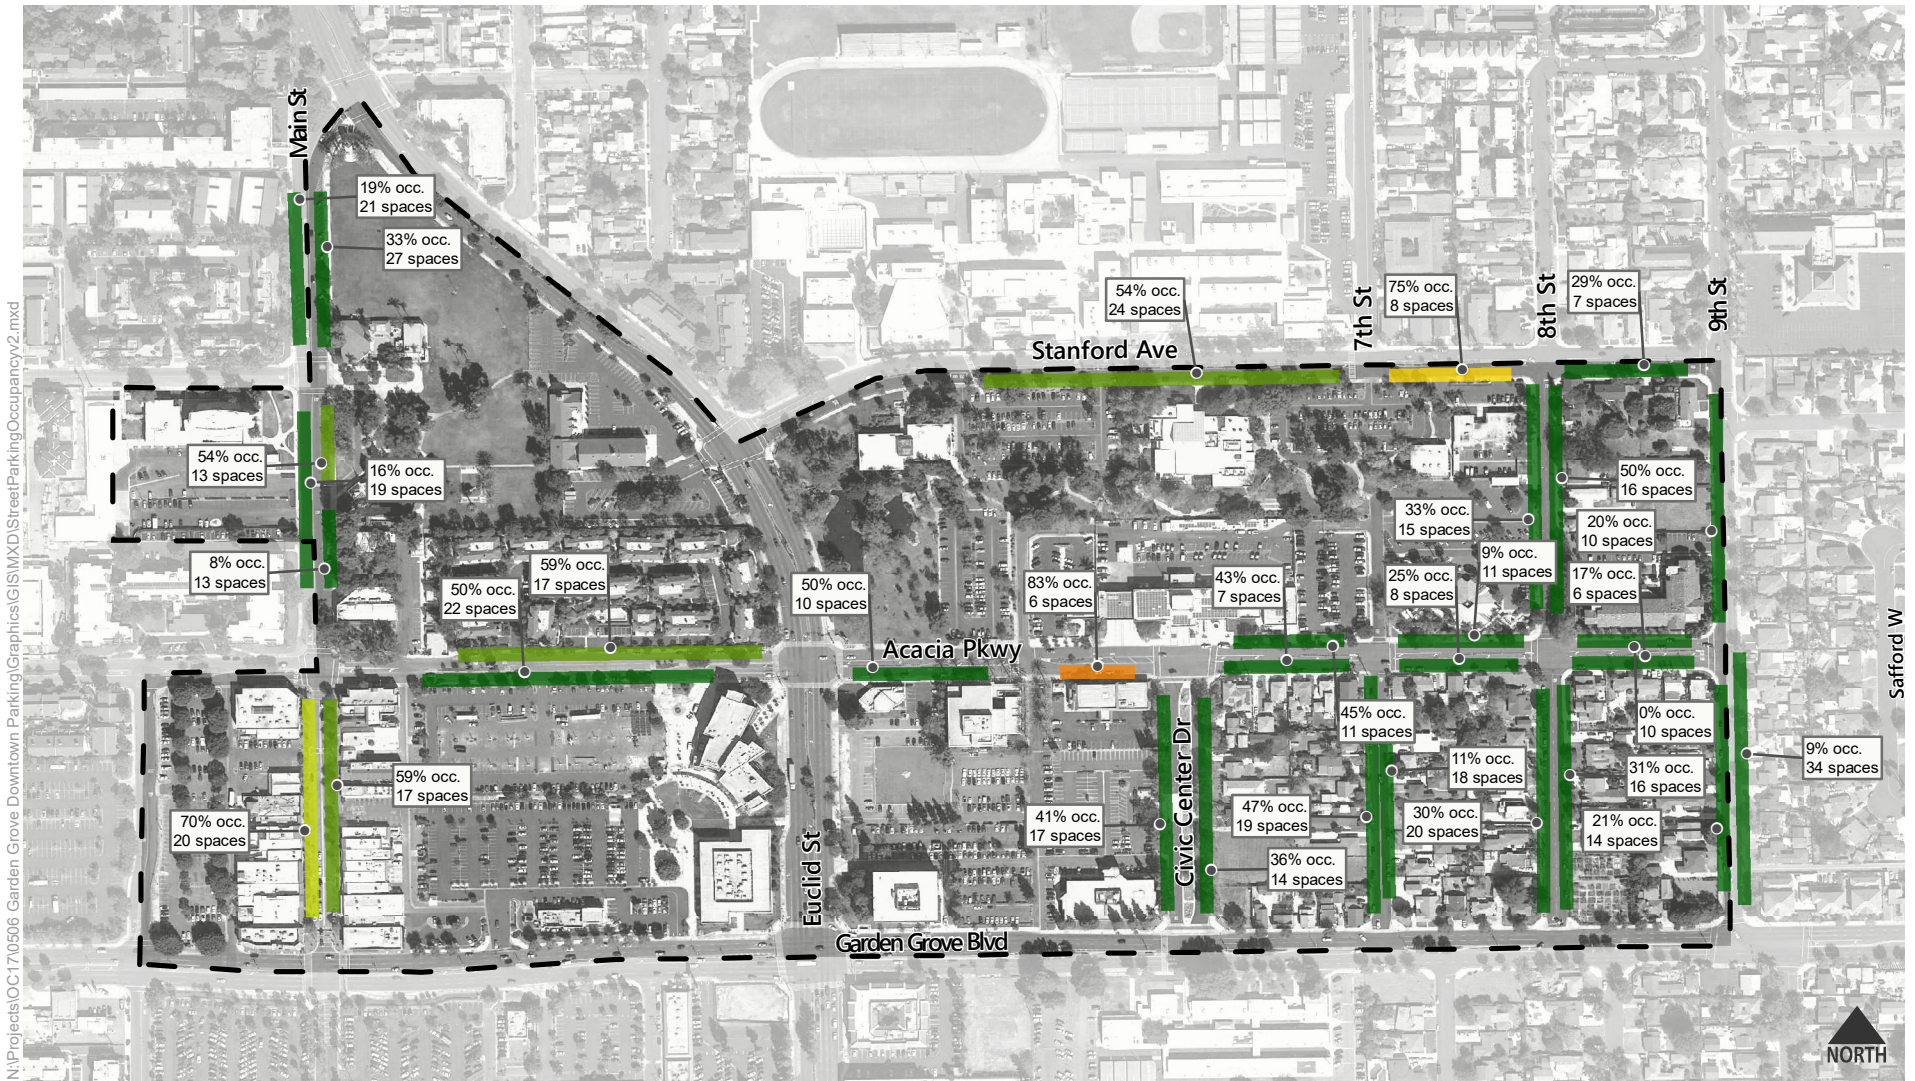 N:\Projects\OC17\0506 Garden Grove Downtown Parking\Graphics\GIS\MXD\StreetParkingOccupancyv2.mxd
Main St
19% occ.
21 spaces
33% occ.
27 spaces
54% occ.
24 spaces
7th St
75% occ.
8 spaces
8th St
29% occ.
7 spaces
9th St
Stanford Ave
54% occ.
13 spaces
16% occ.
19 spaces
50% occ.
16 spaces
33% occ.
15 spaces
20% occ.
10 spaces
8% occ.
13 spaces
59% occ.
17 spaces
50% occ.
22 spaces
50% occ.
10 spaces
83% occ.
6 spaces
43% occ.
7 spaces
9% occ.
11 spaces
25% occ.
8 spaces
17% occ.
6 spaces
Acacia Pkwy
Safford W
45% occ.
11 spaces
0% occ.
10 spaces
9% occ.
34 spaces
59% occ.
17 spaces
11% occ.
18 spaces
31% occ.
16 spaces
70% occ.
20 spaces
41% occ.
17 spaces
Civic Center Dr
47% occ.
19 spaces
30% occ.
20 spaces
21% occ.
14 spaces
36% occ.
14 spaces
Euclid St
Garden Grove Blvd
NORTH